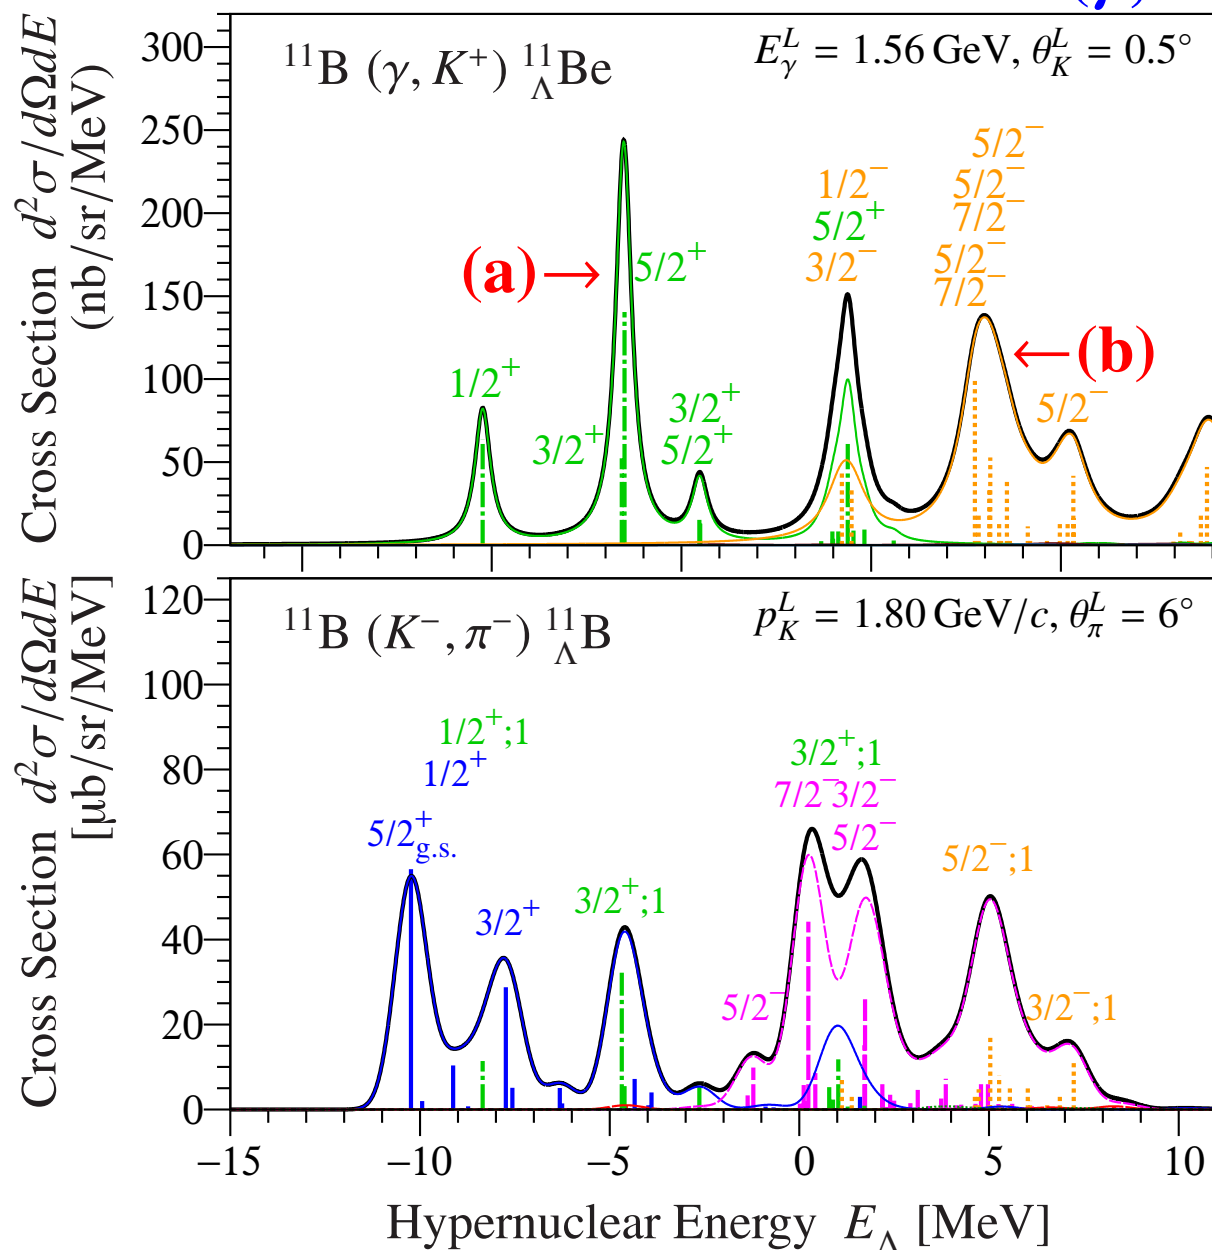 (γ)
300
250
200
150
100
50
0
Cross Section d²σ/dΩdE
(nb/sr/MeV)
¹¹B (γ, K⁺) ¹¹ΛBe
E_γ^L = 1.56 GeV, θ_K^L = 0.5°
1/2⁺
(a)→
5/2⁺
3/2⁺
3/2⁺
5/2⁺
1/2⁻
5/2⁺
3/2⁻
5/2⁻
5/2⁻
7/2⁻
5/2⁻
7/2⁻
←(b)
5/2⁻
120
100
80
60
40
20
0
Cross Section d²σ/dΩdE
[μb/sr/MeV]
¹¹B (K⁻, π⁻) ¹¹ΛB
p_K^L = 1.80 GeV/c, θ_π^L = 6°
1/2⁺;1
1/2⁺
5/2⁺g.s.
3/2⁺
3/2⁺;1
5/2⁻
3/2⁺;1
7/2⁻ 3/2⁻
5/2⁻
5/2⁻;1
3/2⁻;1
−15 −10 −5 0 5 10
Hypernuclear Energy E_Λ [MeV]